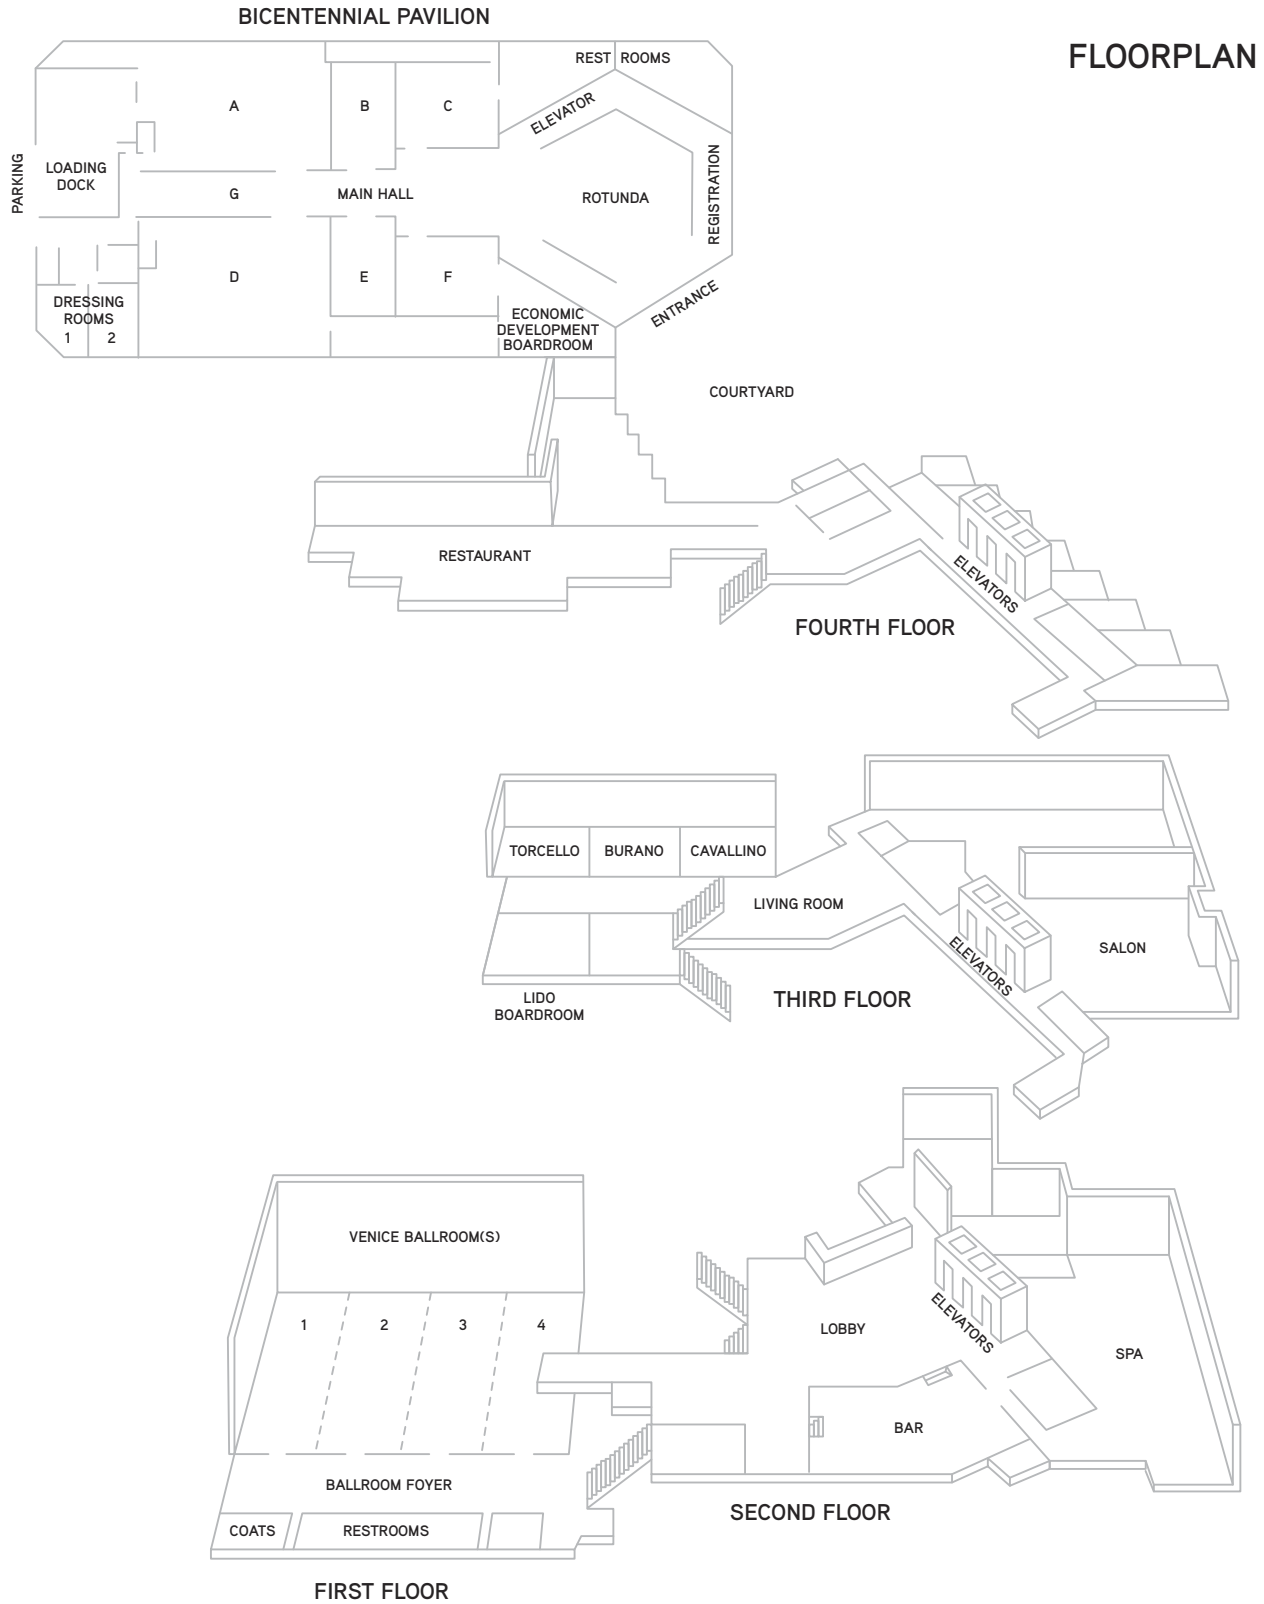 BICENTENNIAL PAVILION
FLOORPLAN
REST ROOMS
A
B
C
ELEVATOR
PARKING
LOADING
DOCK
G
MAIN HALL
ROTUNDA
REGISTRATION
D
E
F
DRESSING
ROOMS
1 2
ECONOMIC
DEVELOPMENT
BOARDROOM
ENTRANCE
COURTYARD
RESTAURANT
ELEVATORS
FOURTH FLOOR
TORCELLO
BURANO
CAVALLINO
LIVING ROOM
ELEVATORS
SALON
LIDO
BOARDROOM
THIRD FLOOR
VENICE BALLROOM(S)
1
2
3
4
LOBBY
ELEVATORS
SPA
BAR
BALLROOM FOYER
SECOND FLOOR
COATS
RESTROOMS
FIRST FLOOR